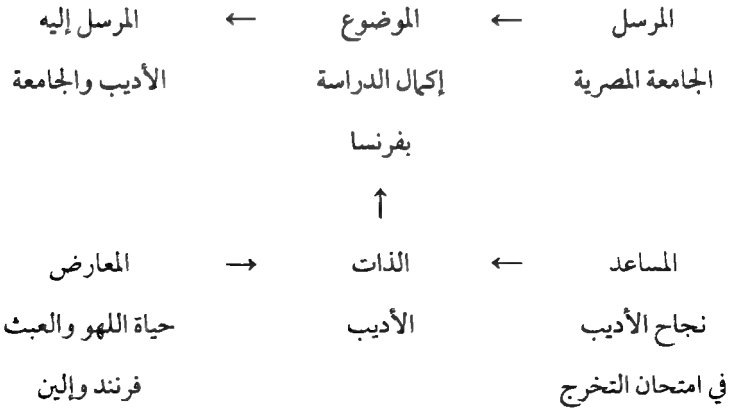 المرسل ← الموضوع ← المرسل إليه
الجامعة المصرية إكمال الدراسة الأديب والجامعة
بفرنسا
↑
المساعد ← الذات → المعارض
نجاح الأديب الأديب حياة اللهو والعبث
في امتحان التخرج فرنند وإلين